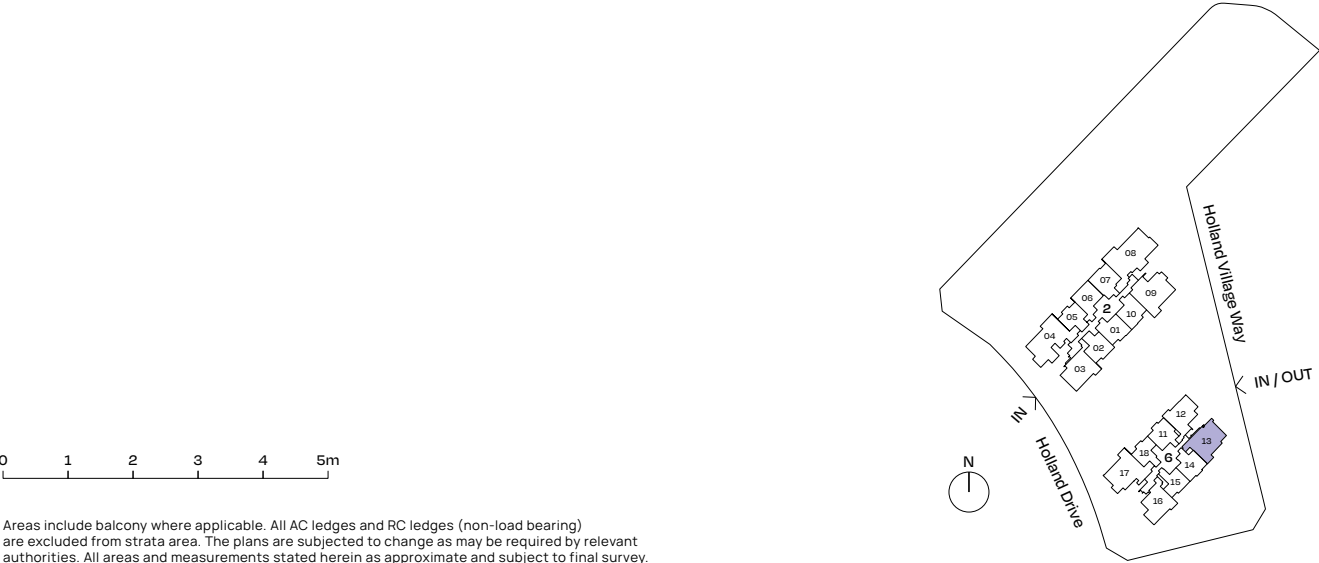 08
07
09
06
2
10
05
01
04
02
03
Holland Village Way
IN / OUT
IN
Holland Drive
12
11
13
18
6
14
17
15
16
N
0 1 2 3 4 5m
Areas include balcony where applicable. All AC ledges and RC ledges (non-load bearing)
are excluded from strata area. The plans are subjected to change as may be required by relevant
authorities. All areas and measurements stated herein as approximate and subject to final survey.